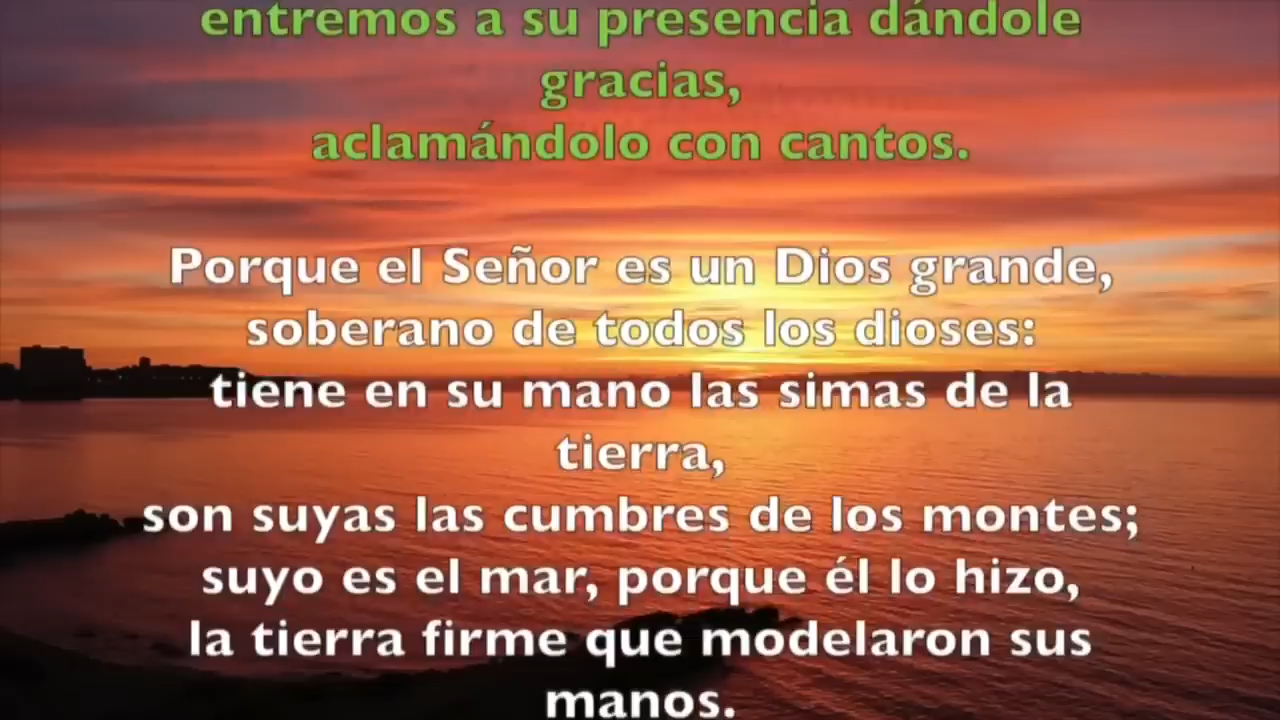 entremos a su presencia dándole
gracias,
aclamándolo con cantos.
Porque el Señor es un Dios grande,
soberano de todos los dioses:
tiene en su mano las simas de la
tierra,
son suyas las cumbres de los montes;
suyo es el mar, porque él lo hizo,
la tierra firme que modelaron sus
manos.